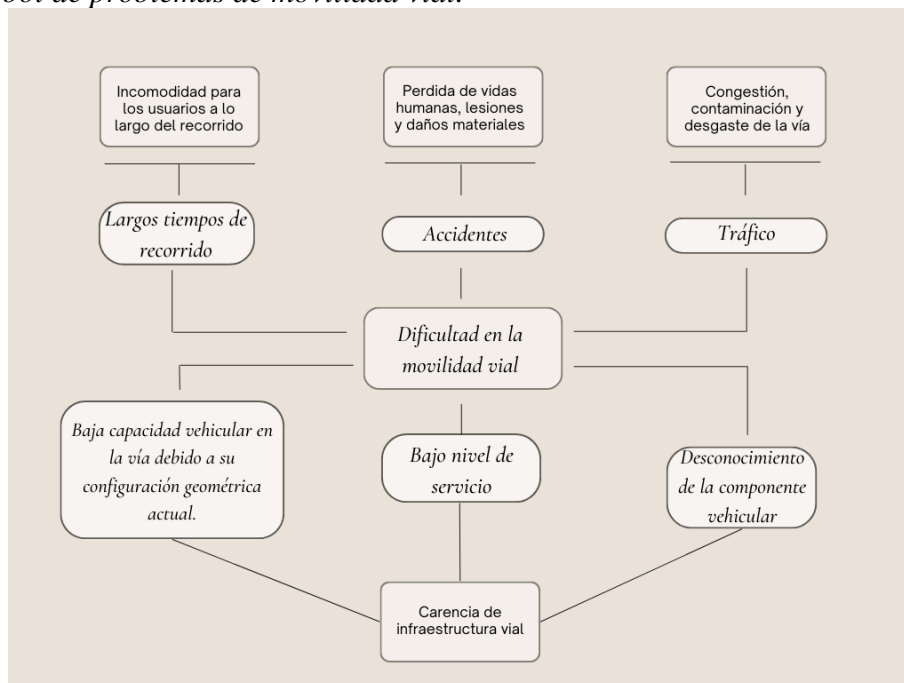 de problemas de movilidad vial.
Incomodidad para
los usuarios a lo
largo del recorrido
Perdida de vidas
humanas, lesiones
y daños materiales
Congestión,
contaminación y
desgaste de la vía
Largos tiempos de
recorrido
Accidentes
Tráfico
Dificultad en la
movilidad vial
Baja capacidad vehicular en
la vía debido a su
configuración geométrica
actual.
Bajo nivel de
servicio
Desconocimiento
de la componente
vehicular
Carencia de
infraestructura vial